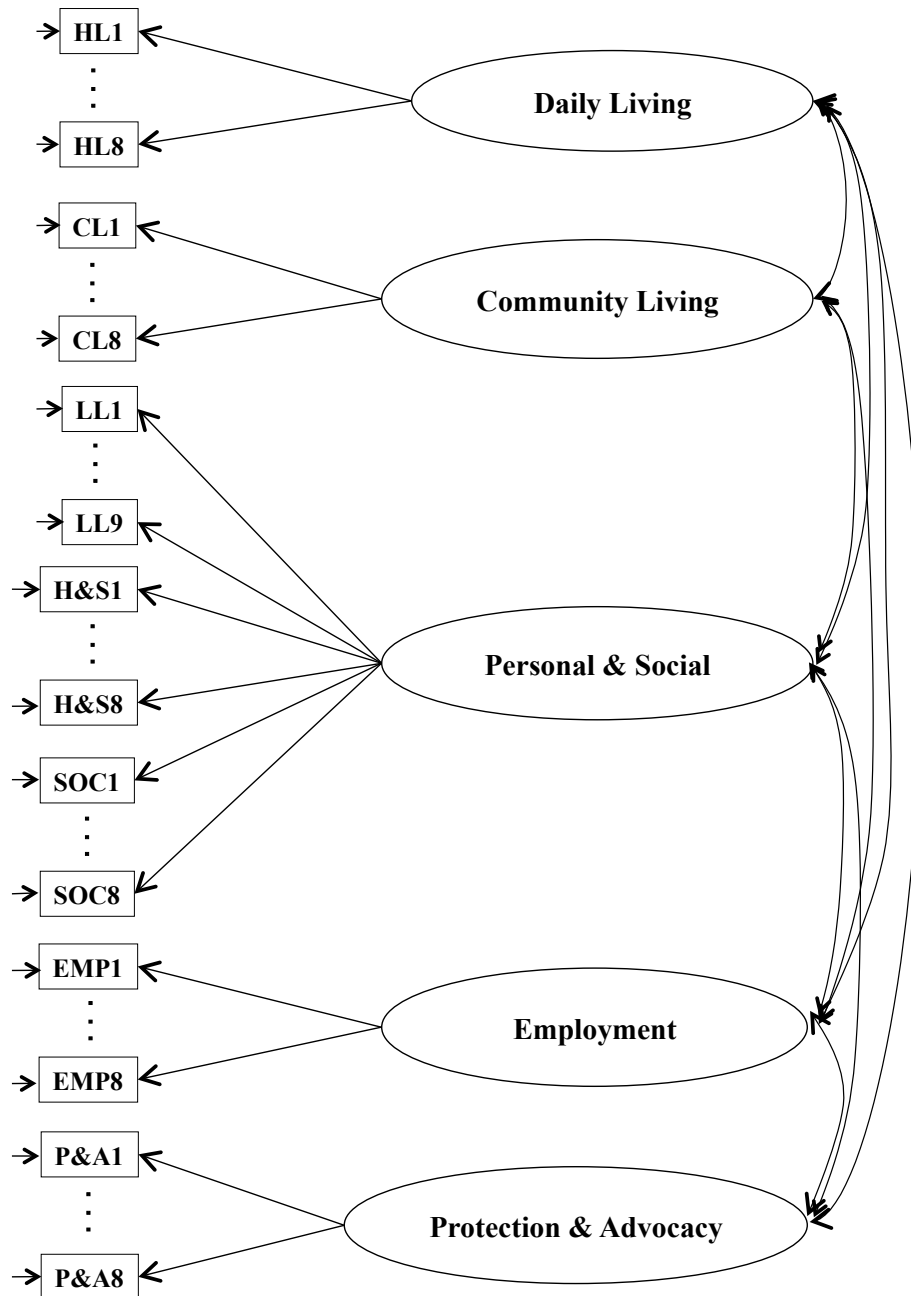 HL1
Daily Living
HL8
CL1
Community Living
CL8
LL1
LL9
H&S1
Personal & Social
H&S8
SOC1
SOC8
EMP1
Employment
EMP8
P&A1
Protection & Advocacy
P&A8